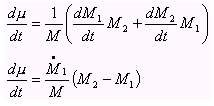 dμ/dt = 1/M (dM₁/dt M₂ + dM₂/dt M₁)
dμ/dt = Ṁ₁/M (M₂ − M₁)